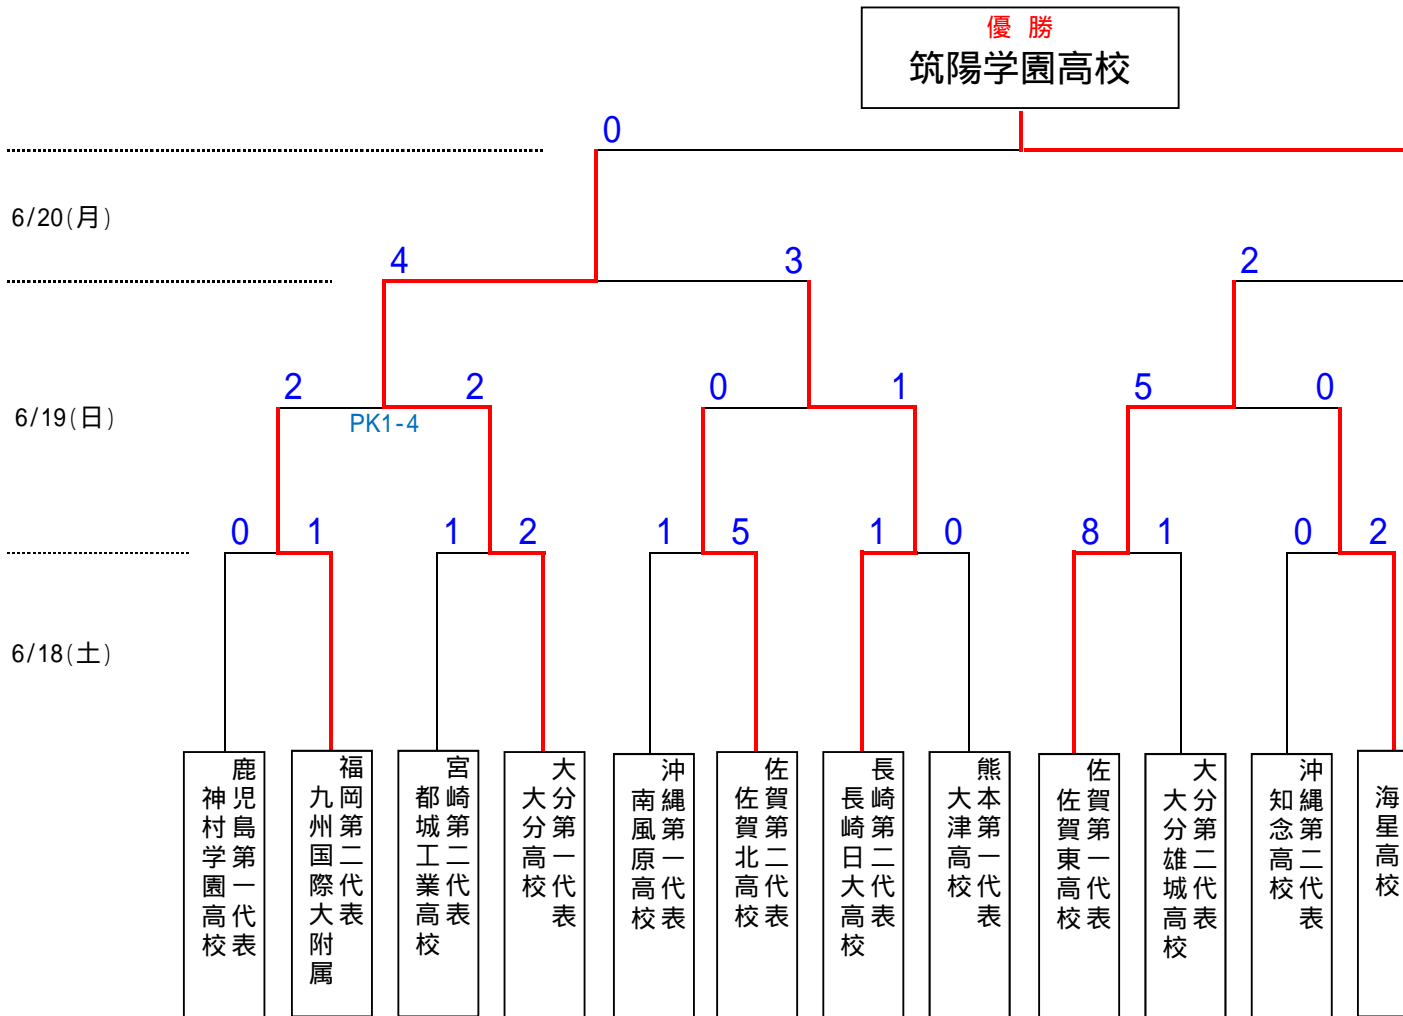 優 勝
筑陽学園高校
0
6/20(月)
4
3
2
6/19(日)
2
2
0
1
5
0
PK1-4
0
1
1
2
1
5
1
0
8
1
0
2
6/18(土)
鹿児島第一代表
神村学園高校
福岡第二代表
九州国際大附属
宮崎第二代表
都城工業高校
大分第一代表
大分高校
沖縄第一代表
南風原高校
佐賀第二代表
佐賀北高校
長崎第二代表
長崎日大高校
熊本第一代表
大津高校
佐賀第一代表
佐賀東高校
大分第二代表
大分雄城高校
沖縄第二代表
知念高校
海星高校